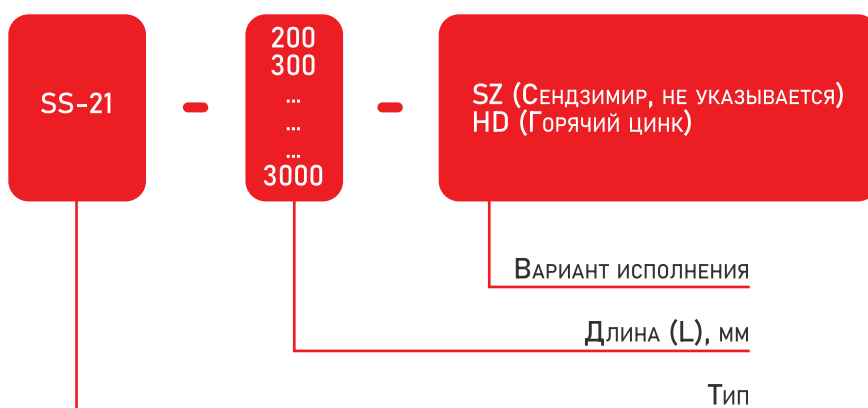 SS-21
-
200
300
...
...
...
3000
-
SZ (Сендзимир, не указывается)
HD (Горячий цинк)
Вариант исполнения
Длина (L), мм
Тип